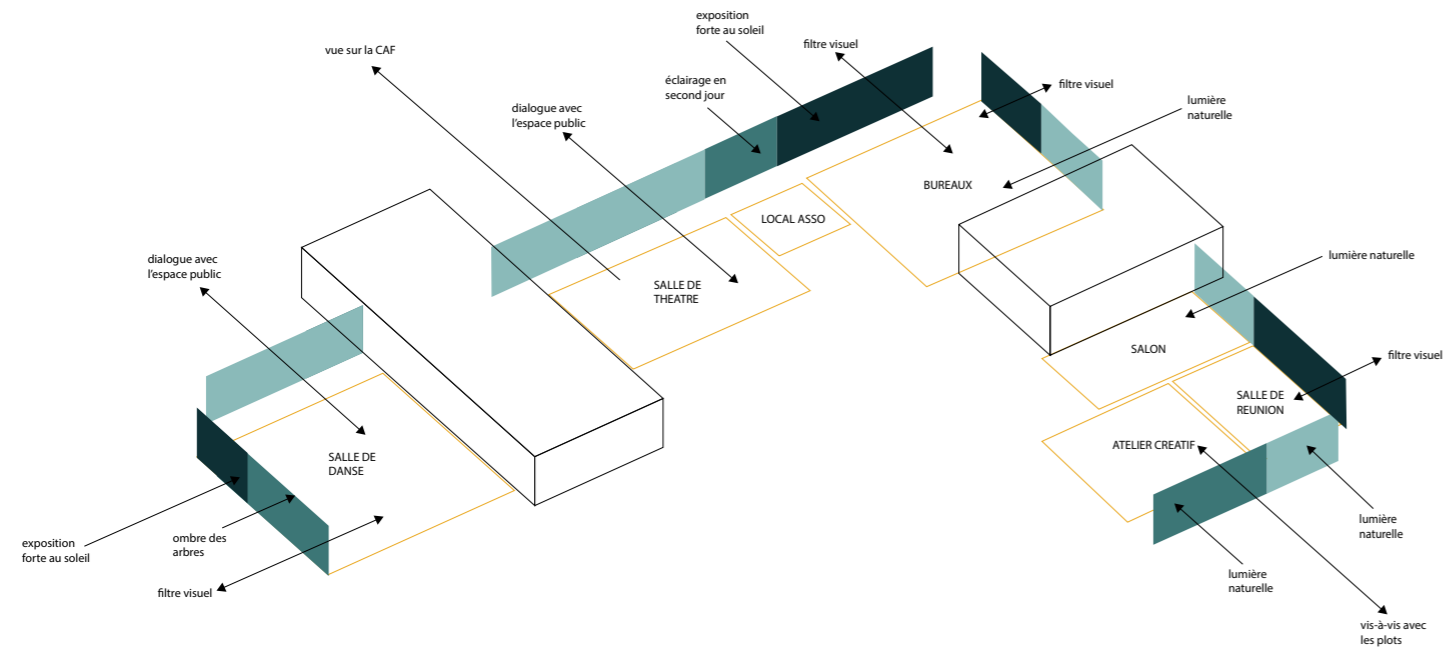 exposition
forte au soleil
vue sur la CAF
filtre visuel
éclairage en
second jour
filtre visuel
dialogue avec
l'espace public
lumière
naturelle
BUREAUX
LOCAL ASSO
dialogue avec
l'espace public
lumière naturelle
SALLE DE
THEATRE
SALON
filtre visuel
SALLE DE
REUNION
ATELIER CREATIF
SALLE DE
DANSE
exposition
forte au soleil
ombre des
arbres
filtre visuel
lumière
naturelle
lumière
naturelle
vis-à-vis avec
les plots